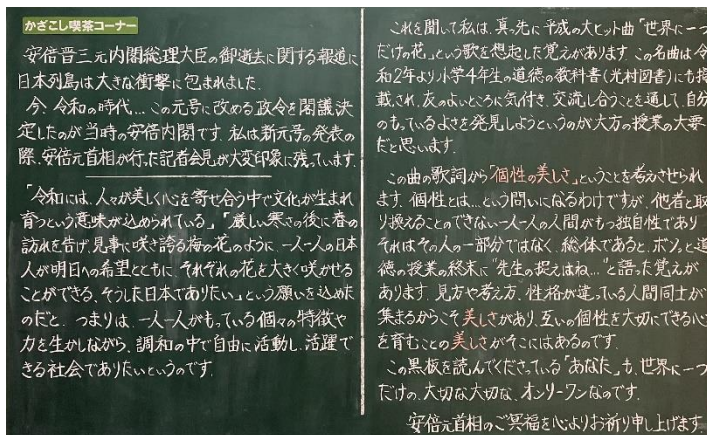 かざこし喫茶コーナー
安倍晋三元内閣総理大臣の御逝去に関する報道に
日本列島は大きな衝撃に包まれました。
今、令和の時代…この元号に改める政令を閣議決
定したのが当時の安倍内閣です。私は新元号の発表の
際、安倍元首相が行った記者会見が大変印象に残っています。
「令和には、人々が美しく心を寄せ合う中で文化が生まれ
育つという意味が込められている」「厳しい寒さの後に春の
訪れを告げ、見事に咲き誇る梅の花のように、一人一人の日本
人が明日への希望とともに、それぞれの花を大きく咲かせる
ことができる、そうした日本でありたい」という願いを込めた
のだと。つまりは、一人一人がもっている個々の特徴や
力を生かしながら、調和の中で自由に活動し、活躍で
きる社会でありたいというのです。
これを聞いて私は、真っ先に平成の大ヒット曲「世界に一つ
だけの花」という歌を想起した覚えがあります。この名曲は令
和2年より小学4年生の道徳の教科書(光村図書)にも掲
載され、友のよいところに気付き、交流し合うことを通して、自分
のもっているよさを発見しようというのが大方の授業の大要
だと思います。
この曲の歌詞から「個性の美しさ」ということを考えさせられ
ます。個性とは…という問いになるわけですが、他者と取
り換えることのできない一人一人の人間がもつ独自性であり
それはその人の一部分ではなく、総体であると、ボソッと道
徳の授業の終末に“先生の捉えはね…”と語った覚えが
あります。見方や考え方、性格が違っている人間同士が
集まるからこそ美しさがあり、互いの個性を大切にできる心
を育むことの美しさがそこにはあるのです。
この黒板を読んでくださっている「あなた」も、世界に一つ
だけの、大切な大切な、オンリーワンなのです。
安倍元首相のご冥福を心よりお祈り申し上げます。